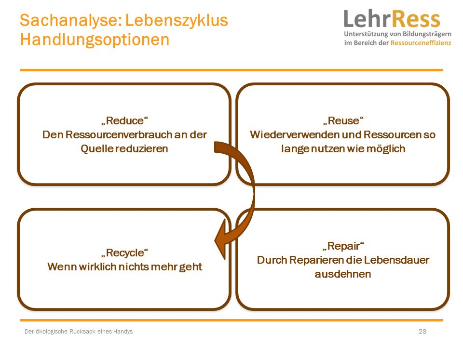 Sachanalyse: Lebenszyklus
Handlungsoptionen
LehrRess
Unterstützung von Bildungsträgern
im Bereich der Ressourceneffizienz
„Reduce“
Den Ressourcenverbrauch an der
Quelle reduzieren
„Reuse“
Wiederverwenden und Ressourcen so
lange nutzen wie möglich
„Recycle“
Wenn wirklich nichts mehr geht
„Repair“
Durch Reparieren die Lebensdauer
ausdehnen
Der ökologische Rucksack eines Handys
28